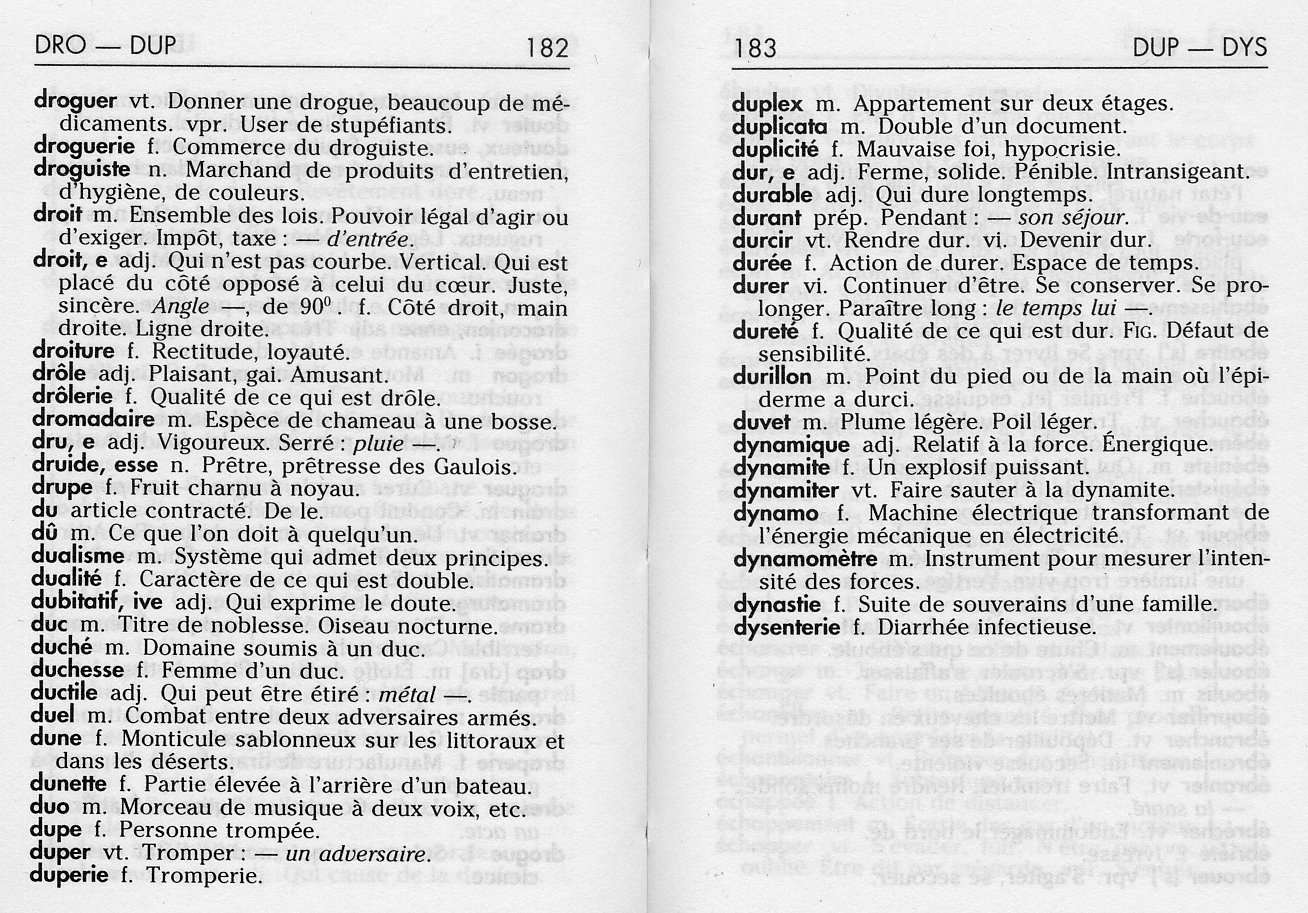 DRO — DUP 182
droguer vt. Donner une drogue, beaucoup de mé-
dicaments. vpr. User de stupéfiants.
droguerie f. Commerce du droguiste.
droguiste n. Marchand de produits d'entretien,
d'hygiène, de couleurs.
droit m. Ensemble des lois. Pouvoir légal d'agir ou
d'exiger. Impôt, taxe : — d'entrée.
droit, e adj. Qui n'est pas courbe. Vertical. Qui est
placé du côté opposé à celui du cœur. Juste,
sincère. Angle —, de 90⁰ f. Côté droit, main
droite. Ligne droite.
droiture f. Rectitude, loyauté.
drôle adj. Plaisant, gai. Amusant.
drôlerie f. Qualité de ce qui est drôle.
dromadaire m. Espèce de chameau à une bosse.
dru, e adj. Vigoureux. Serré : pluie —.
druide, esse n. Prêtre, prêtresse des Gaulois.
drupe f. Fruit charnu à noyau.
du article contracté. De le.
dû m. Ce que l'on doit à quelqu'un.
dualisme m. Système qui admet deux principes.
dualité f. Caractère de ce qui est double.
dubitatif, ive adj. Qui exprime le doute.
duc m. Titre de noblesse. Oiseau nocturne.
duché m. Domaine soumis à un duc.
duchesse f. Femme d'un duc.
ductile adj. Qui peut être étiré : métal —.
duel m. Combat entre deux adversaires armés.
dune f. Monticule sablonneux sur les littoraux et
dans les déserts.
dunette f. Partie élevée à l'arrière d'un bateau.
duo m. Morceau de musique à deux voix, etc.
dupe f. Personne trompée.
duper vt. Tromper : — un adversaire.
duperie f. Tromperie.
183 DUP — DYS
duplex m. Appartement sur deux étages.
duplicata m. Double d'un document.
duplicité f. Mauvaise foi, hypocrisie.
dur, e adj. Ferme, solide. Pénible. Intransigeant.
durable adj. Qui dure longtemps.
durant prép. Pendant : — son séjour.
durcir vt. Rendre dur. vi. Devenir dur.
durée f. Action de durer. Espace de temps.
durer vi. Continuer d'être. Se conserver. Se pro-
longer. Paraître long : le temps lui —.
dureté f. Qualité de ce qui est dur. FIG. Défaut de
sensibilité.
durillon m. Point du pied ou de la main où l'épi-
derme a durci.
duvet m. Plume légère. Poil léger.
dynamique adj. Relatif à la force. Énergique.
dynamite f. Un explosif puissant.
dynamiter vt. Faire sauter à la dynamite.
dynamo f. Machine électrique transformant de
l'énergie mécanique en électricité.
dynamomètre m. Instrument pour mesurer l'inten-
sité des forces.
dynastie f. Suite de souverains d'une famille.
dysenterie f. Diarrhée infectieuse.